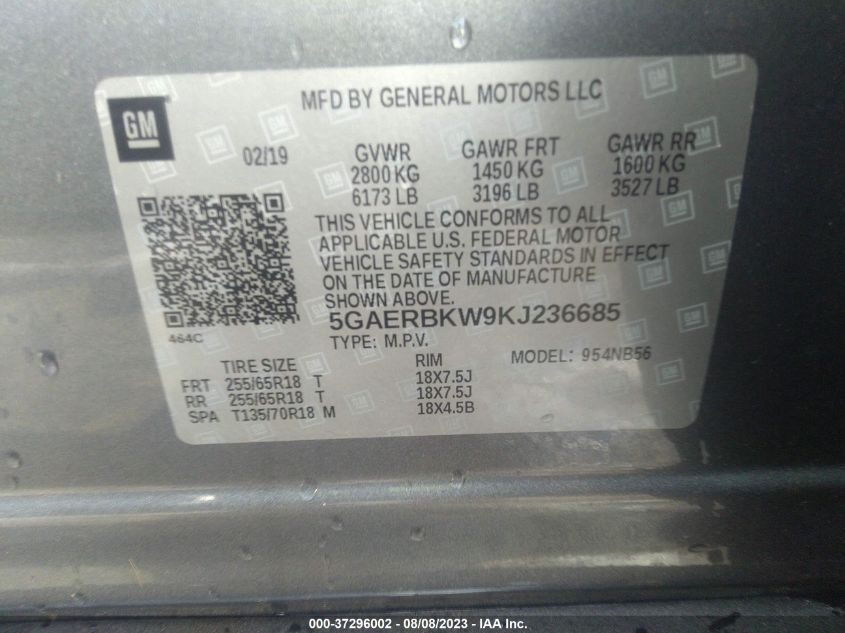 GM
MFD BY GENERAL MOTORS LLC
02/19 GVWR GAWR FRT GAWR RR
2800 KG 1450 KG 1600 KG
6173 LB 3196 LB 3527 LB
THIS VEHICLE CONFORMS TO ALL
APPLICABLE U.S. FEDERAL MOTOR
VEHICLE SAFETY STANDARDS IN EFFECT
ON THE DATE OF MANUFACTURE
SHOWN ABOVE.
464C
5GAERBKW9KJ236685
TYPE: M.P.V. MODEL: 954NB56
TIRE SIZE RIM
FRT 255/65R18 T 18X7.5J
RR 255/65R18 T 18X7.5J
SPA T135/70R18 M 18X4.5B
000-37296002 - 08/08/2023 - IAA Inc.